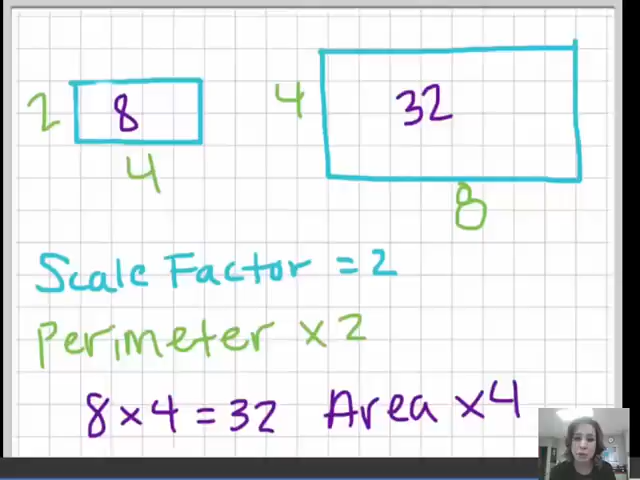 2 8 4 32
4 8
Scale Factor = 2
Perimeter x 2
8 x 4 = 32 Area x 4